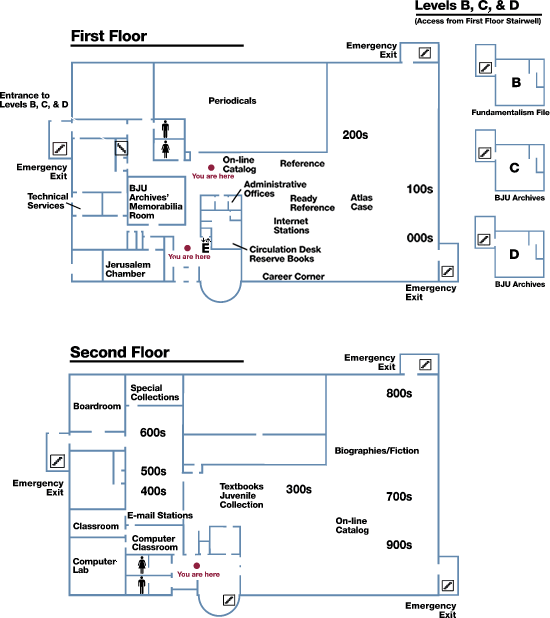 Levels B, C, & D
(Access from First Floor Stairwell)
First Floor
Emergency
Exit
Entrance to
Levels B, C, & D
Periodicals
B
Fundamentalism File
200s
On-line
Catalog
Reference
You are here
Emergency
Exit
C
BJU Archives
Technical
Services
BJU
Archives'
Memorabilia
Room
Administrative
Offices
Ready
Reference
Atlas
Case
100s
Internet
Stations
000s
Circulation Desk
Reserve Books
You are here
D
BJU Archives
Jerusalem
Chamber
Career Corner
Emergency
Exit
Second Floor
Emergency
Exit
Boardroom
Special
Collections
800s
600s
Biographies/Fiction
500s
400s
Emergency
Exit
Textbooks
Juvenile
Collection
300s
700s
E-mail Stations
Classroom
On-line
Catalog
Computer
Classroom
900s
Computer
Lab
You are here
Emergency
Exit